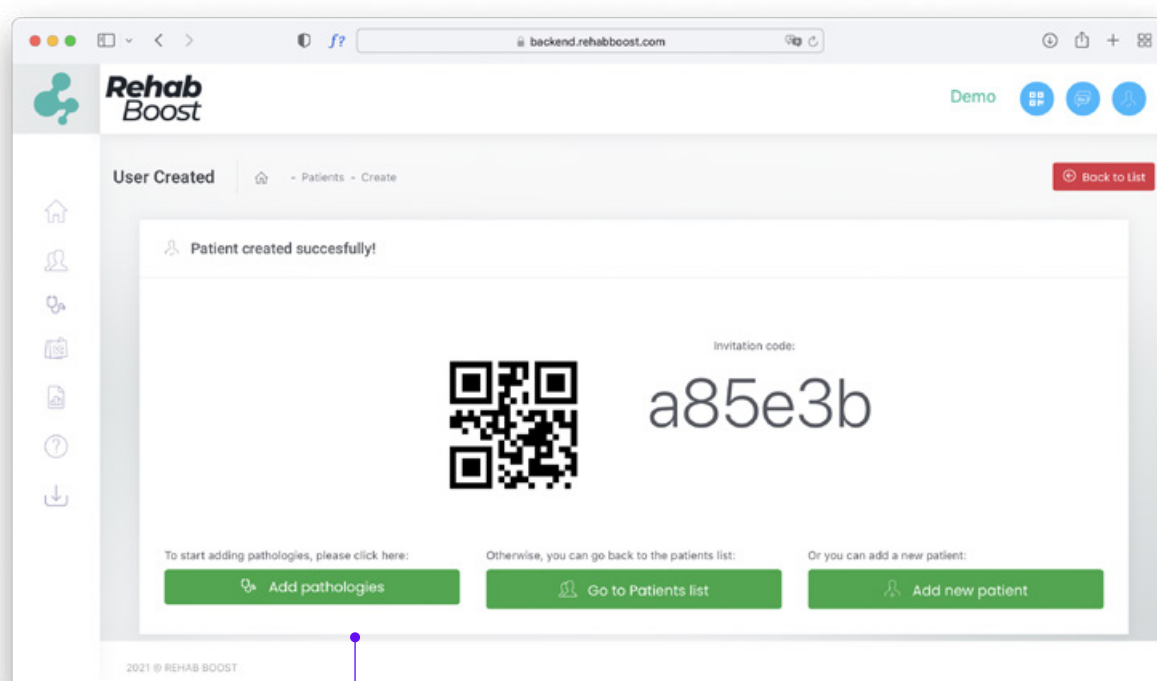 f?
backend.rehabboost.com
Rehab
Boost
Demo
User Created
- Patients - Create
Back to List
Patient created succesfully!
Invitation code:
a85e3b
To start adding pathologies, please click here:
Otherwise, you can go back to the patients list:
Or you can add a new patient:
Add pathologies
Go to Patients list
Add new patient
2021 © REHAB BOOST